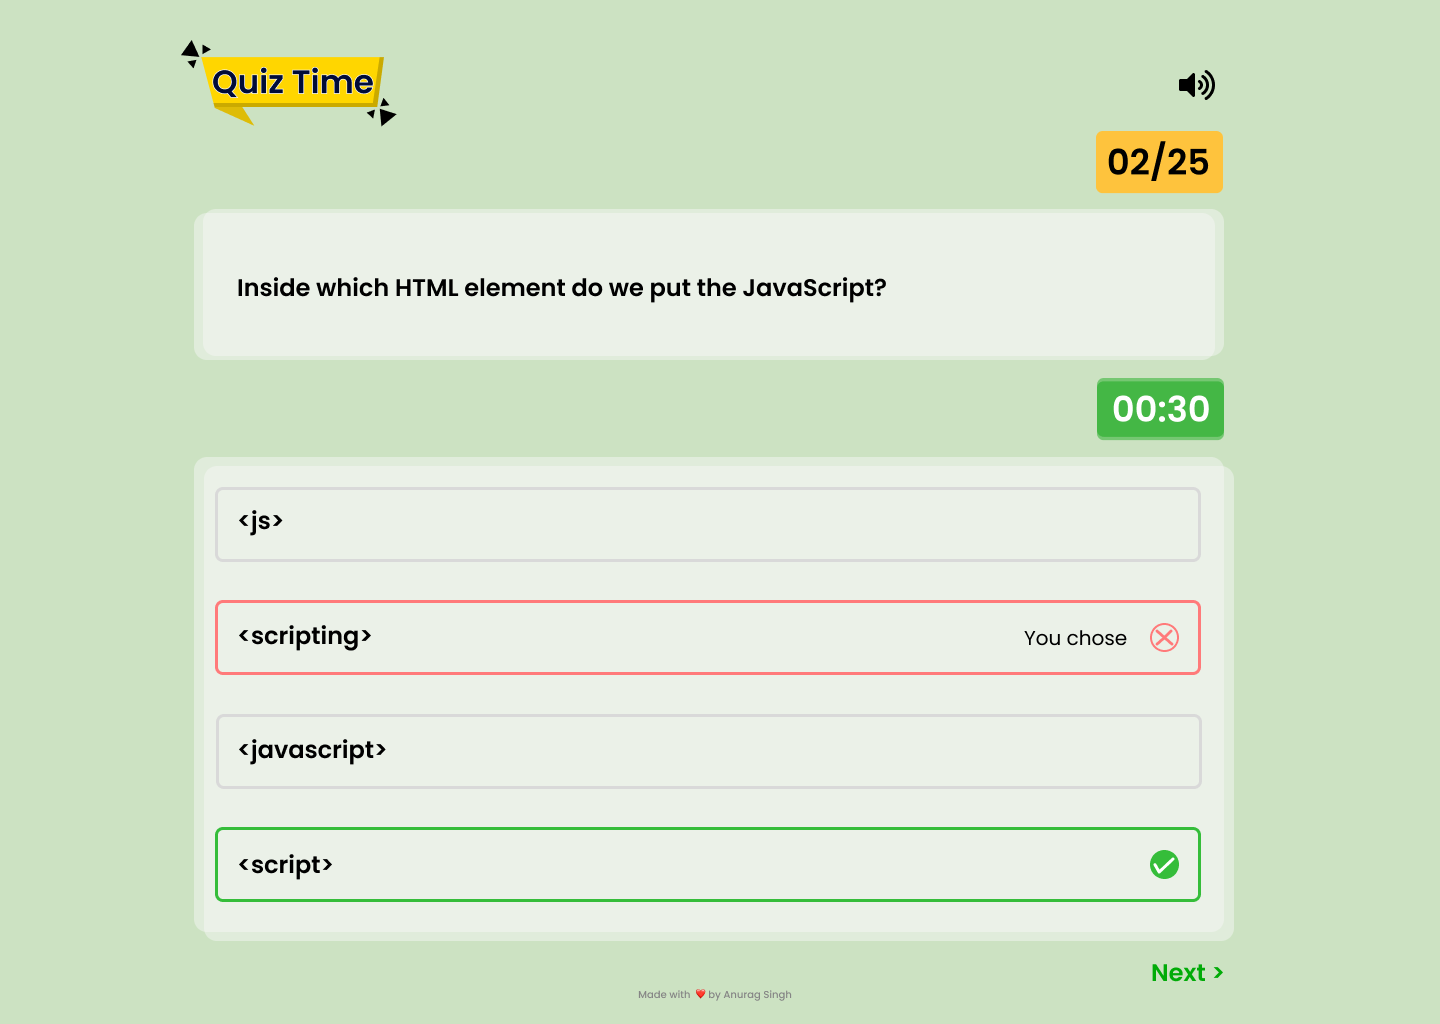 Quiz Time
02/25
Inside which HTML element do we put the JavaScript?
00:30
<js>
<scripting>
You chose
<javascript>
<script>
Next >
Made with ❤️ by Anurag Singh